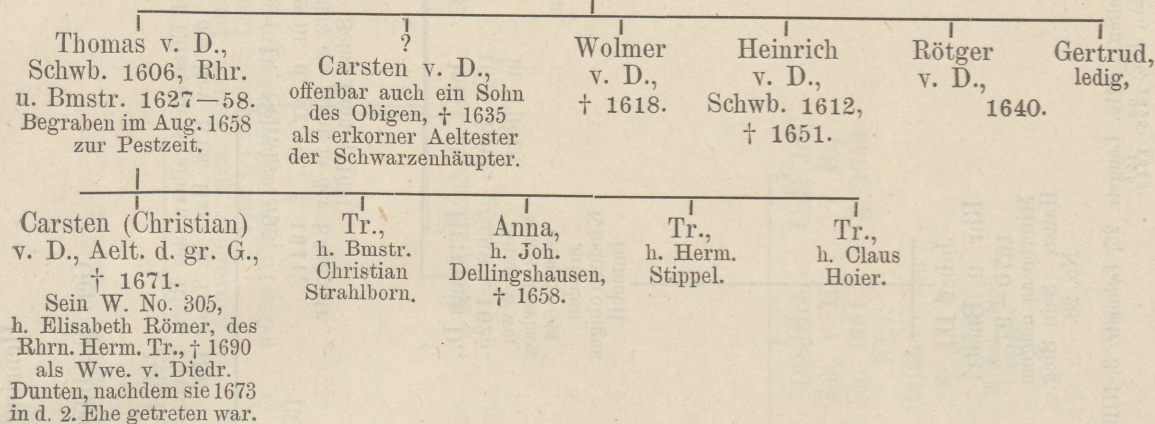 Thomas v. D.,
Schwb. 1606, Rhr.
u. Bmstr. 1627—58.
Begraben im Aug. 1658
zur Pestzeit.
?
Carsten v. D.,
offenbar auch ein Sohn
des Obigen, † 1635
als erkorner Aeltester
der Schwarzenhäupter.
Wolmer
v. D.,
† 1618.
Heinrich
v. D.,
Schwb. 1612,
† 1651.
Rötger
v. D.,
1640.
Gertrud,
ledig,
Carsten (Christian)
v. D., Aelt. d. gr. G.,
† 1671.
Sein W. No. 305,
h. Elisabeth Römer, des
Rhrn. Herm. Tr., † 1690
als Wwe. v. Diedr.
Dunten, nachdem sie 1673
in d. 2. Ehe getreten war.
Tr.,
h. Bmstr.
Christian
Strahlborn.
Anna,
h. Joh.
Dellingshausen,
† 1658.
Tr.,
h. Herm.
Stippel.
Tr.,
h. Claus
Hoier.